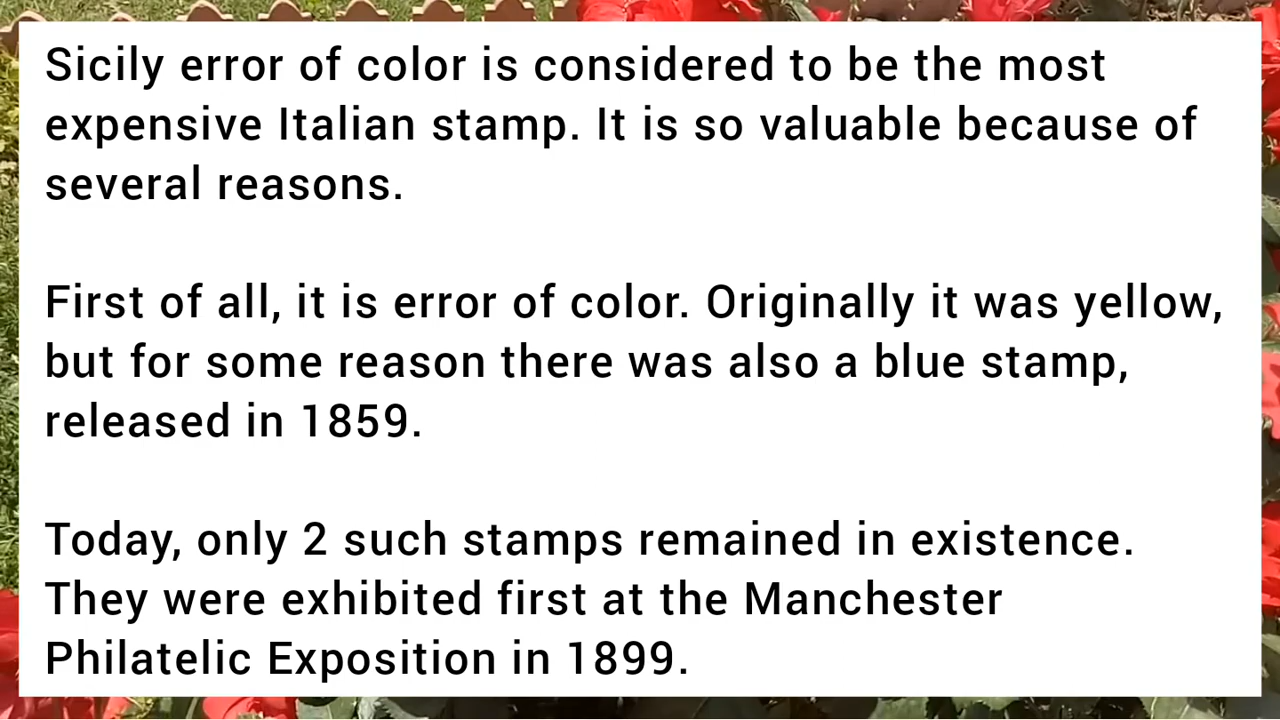 Sicily error of color is considered to be the most
expensive Italian stamp. It is so valuable because of
several reasons.
First of all, it is error of color. Originally it was yellow,
but for some reason there was also a blue stamp,
released in 1859.
Today, only 2 such stamps remained in existence.
They were exhibited first at the Manchester
Philatelic Exposition in 1899.